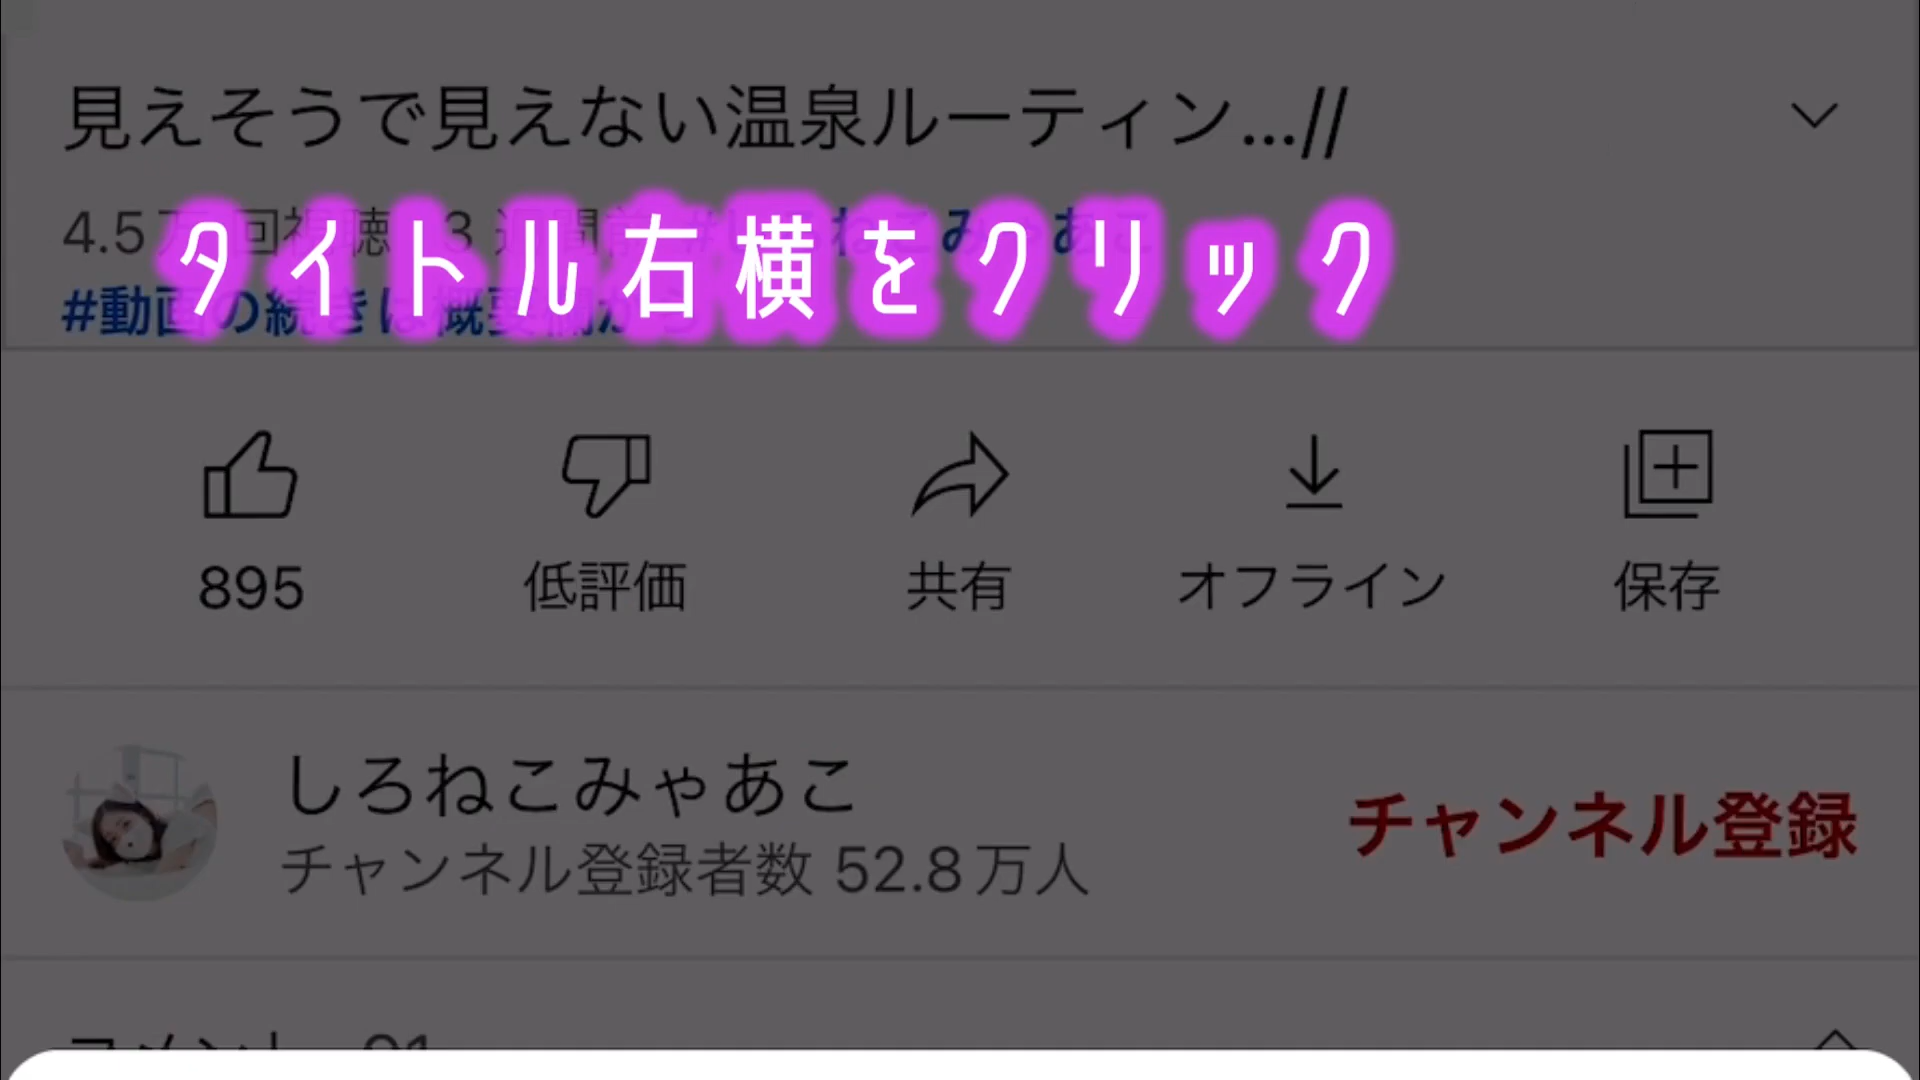 見えそうで見えない温泉ルーティン...//
タイトル右横をクリック
895
低評価
共有
オフライン
保存
しろねこみゃあこ
チャンネル登録者数 52.8万人
チャンネル登録